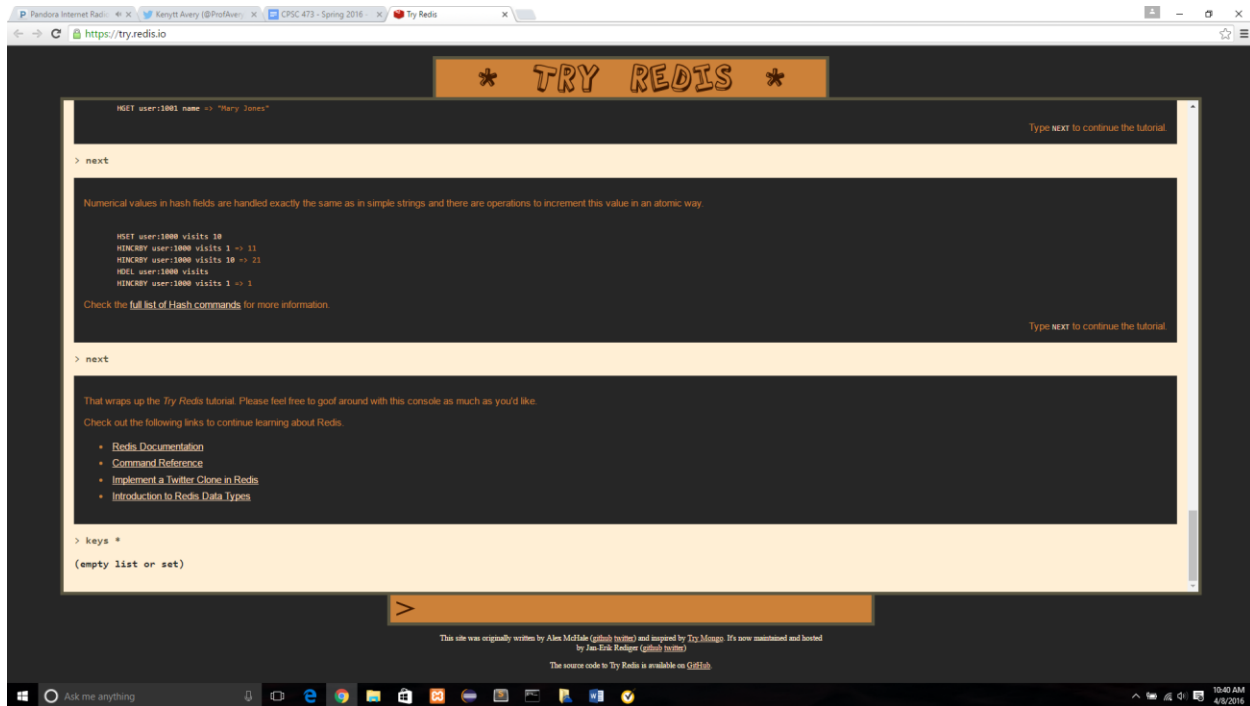 Pandora Internet Radio
Kenytt Avery (@ProfAvery
CPSC 473 - Spring 2016 -
Try Redis
https://try.redis.io
* TRY REDIS *
HGET user:1001 name => "Mary Jones"
Type NEXT to continue the tutorial.
> next
Numerical values in hash fields are handled exactly the same as in simple strings and there are operations to increment this value in an atomic way.
HSET user:1000 visits 10
HINCRBY user:1000 visits 1 => 11
HINCRBY user:1000 visits 10 => 21
HDEL user:1000 visits
HINCRBY user:1000 visits 1 => 1
Check the full list of Hash commands for more information.
Type NEXT to continue the tutorial.
> next
That wraps up the Try Redis tutorial. Please feel free to goof around with this console as much as you'd like.
Check out the following links to continue learning about Redis.
• Redis Documentation
• Command Reference
• Implement a Twitter Clone in Redis
• Introduction to Redis Data Types
> keys *
(empty list or set)
>
This site was originally written by Alex McHale (github twitter) and inspired by Try Mongo. It's now maintained and hosted
by Jan-Erik Rediger (github twitter)
The source code to Try Redis is available on GitHub.
Ask me anything
10:40 AM
4/8/2016